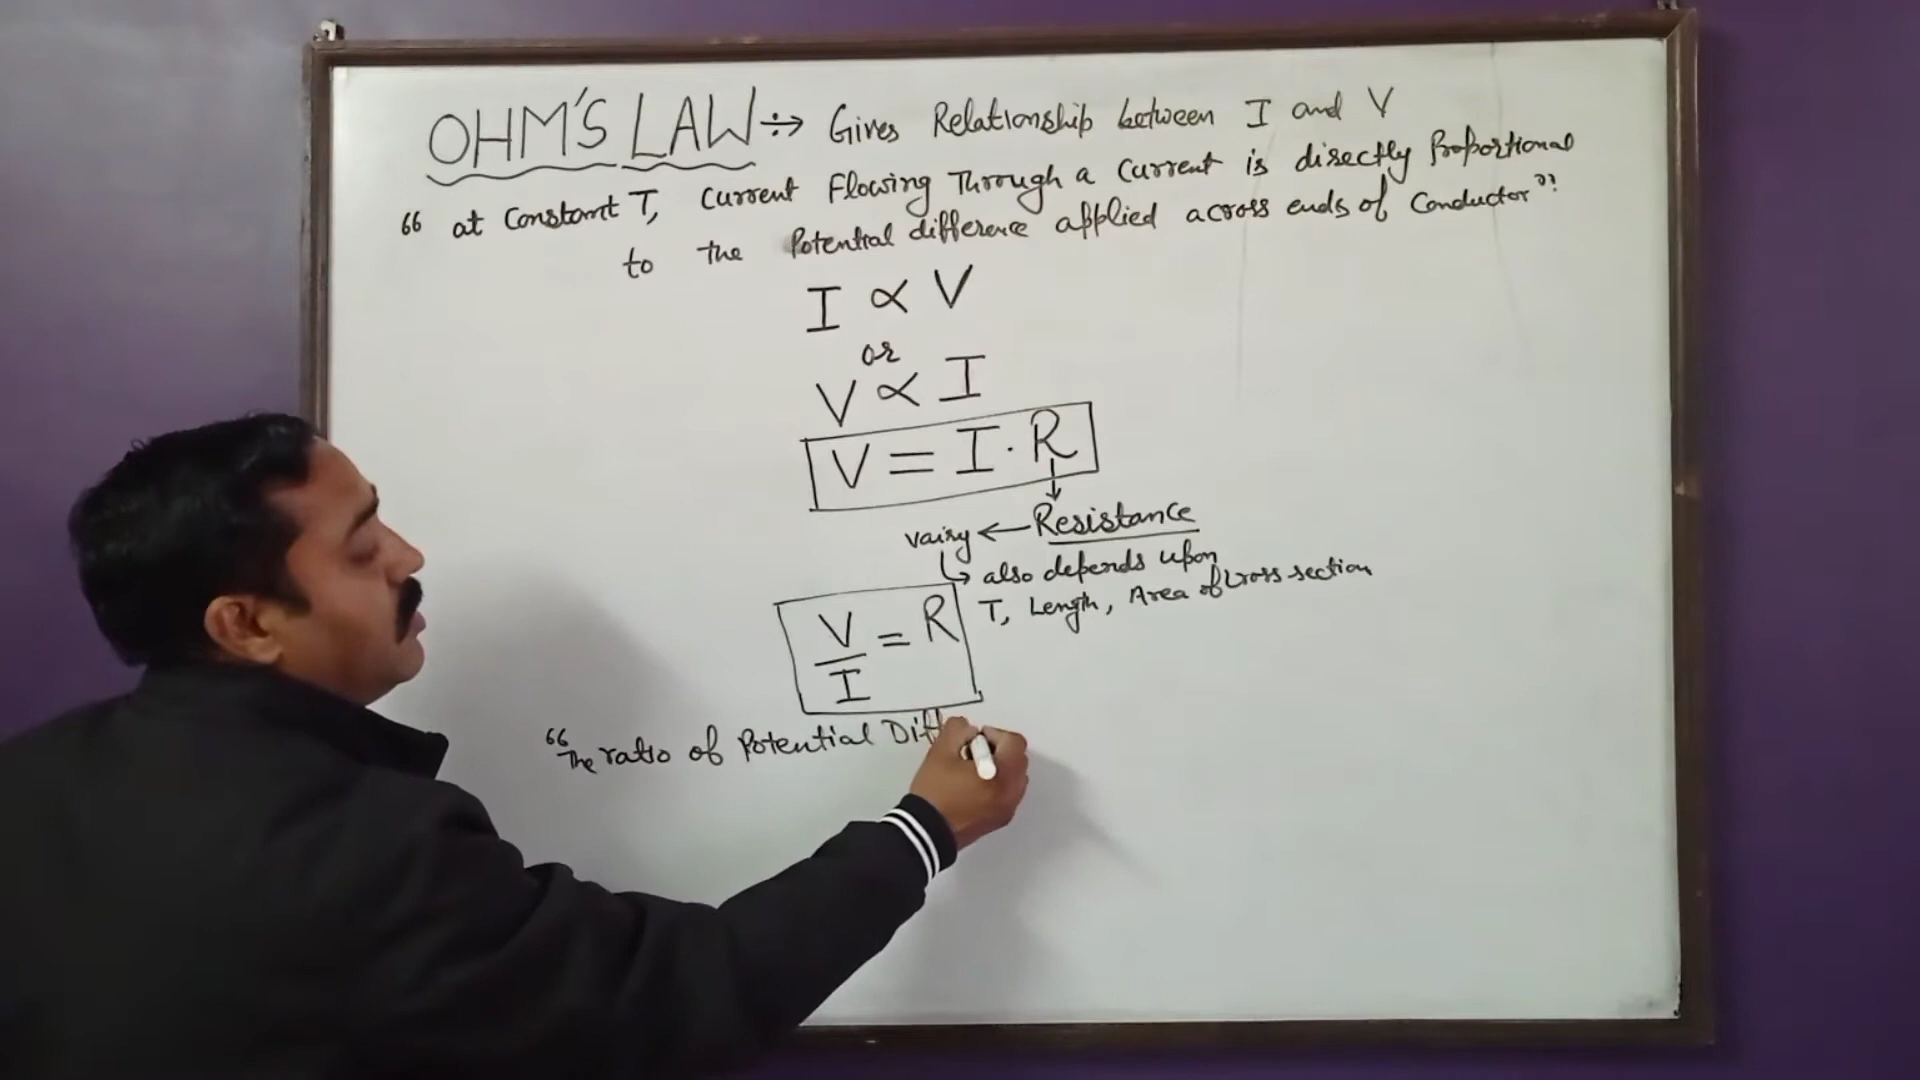 OHM'S LAW ÷→ Gives Relationship between I and V
“ at Constant T, Current Flowing Through a Current is directly Proportional
to the Potential difference applied across ends of Conductor”
I ∝ V
or
V ∝ I
V = I · R
vairy ← Resistance
also depends upon
T, Length, Area of cross section
V/I = R
“The ratio of Potential Diff